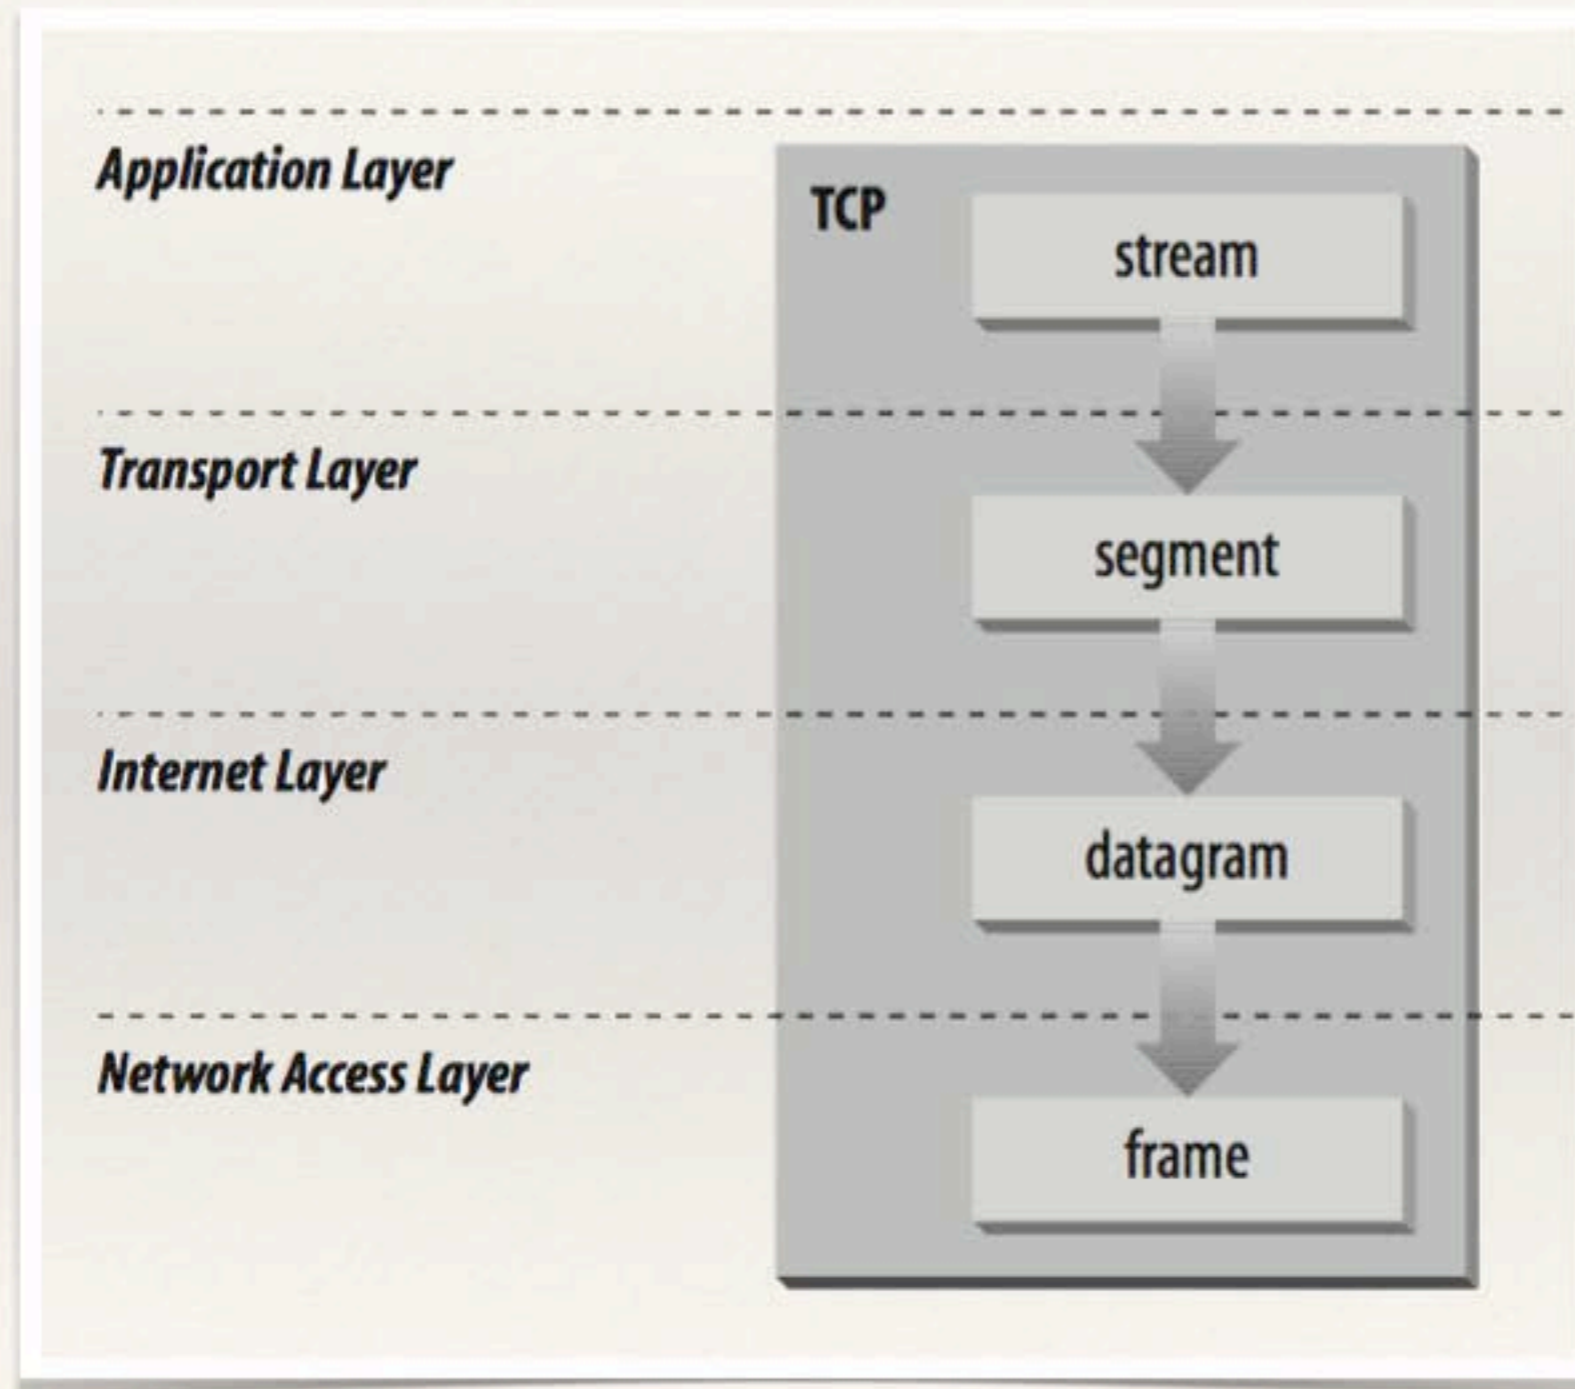 Application Layer
TCP
stream
Transport Layer
segment
Internet Layer
datagram
Network Access Layer
frame